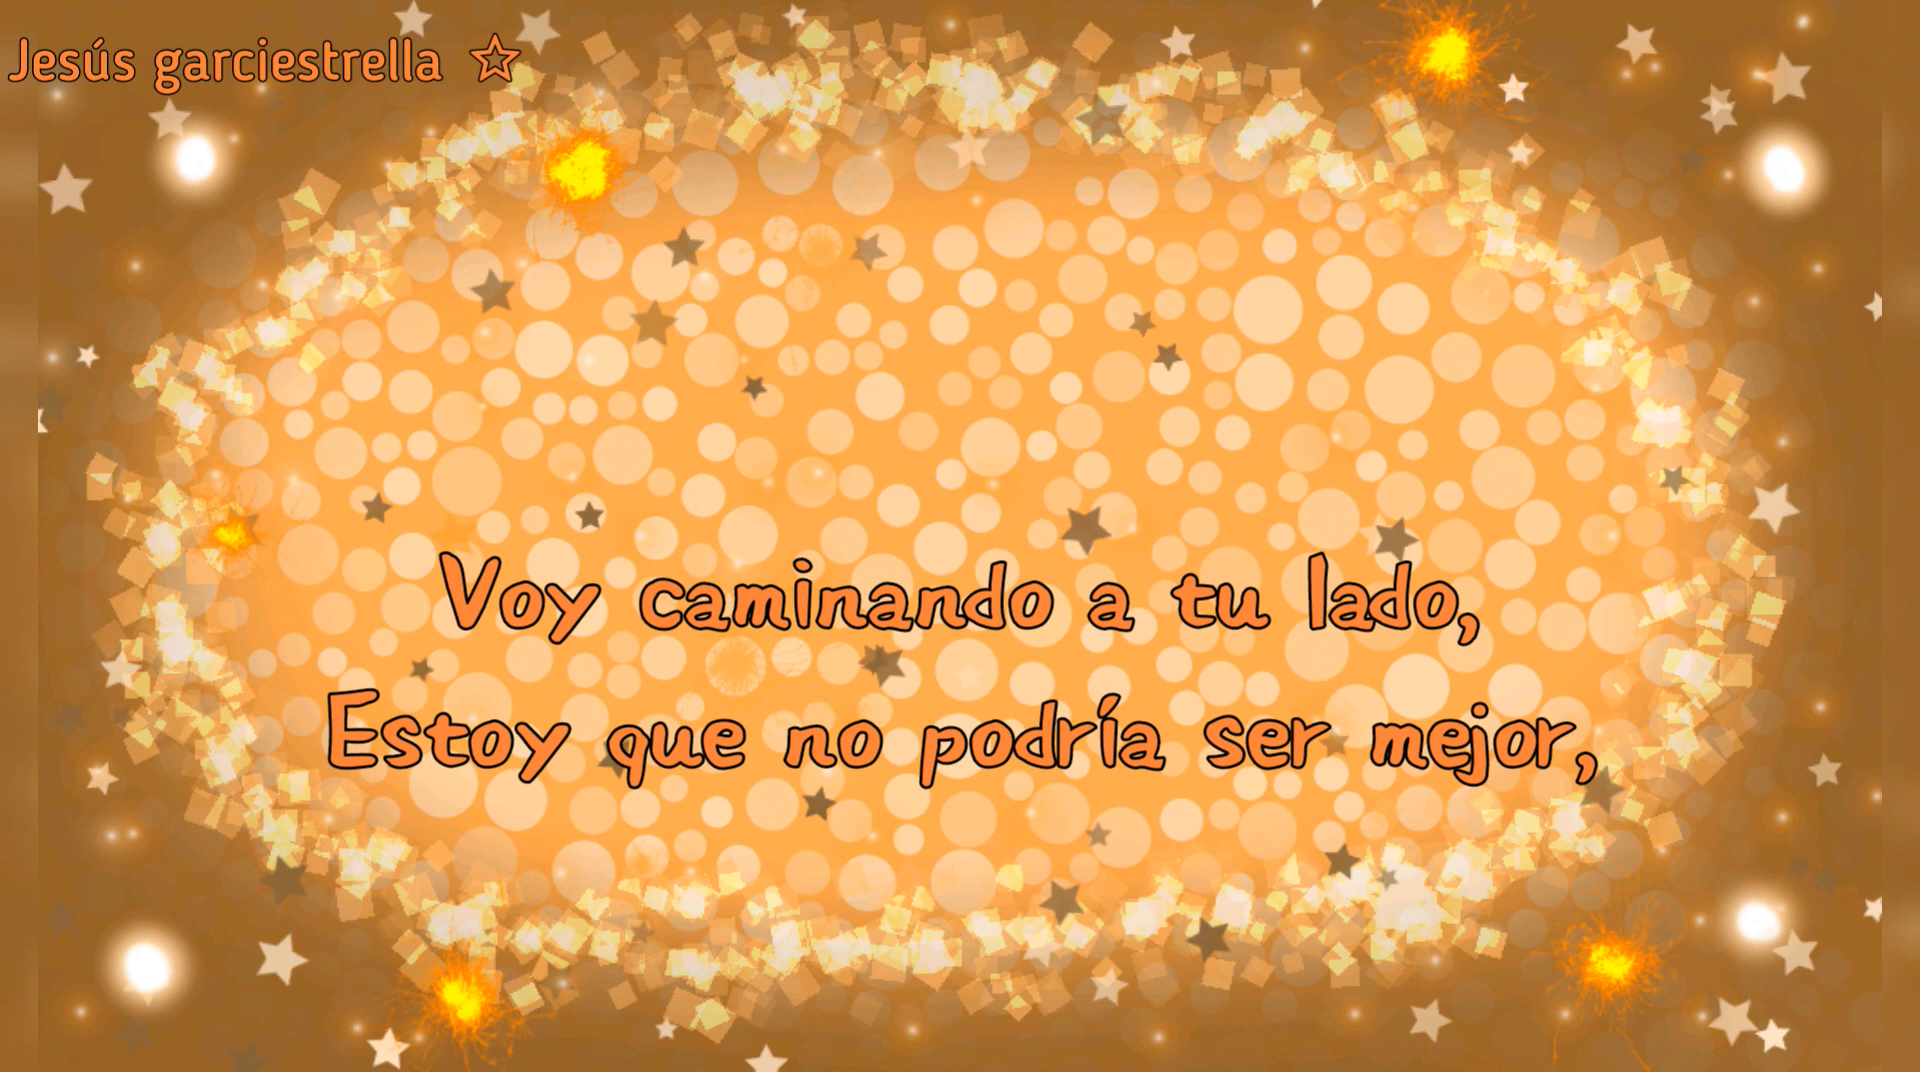 Jesús garciestrella ☆
Voy caminando a tu lado,
Estoy que no podría ser mejor,